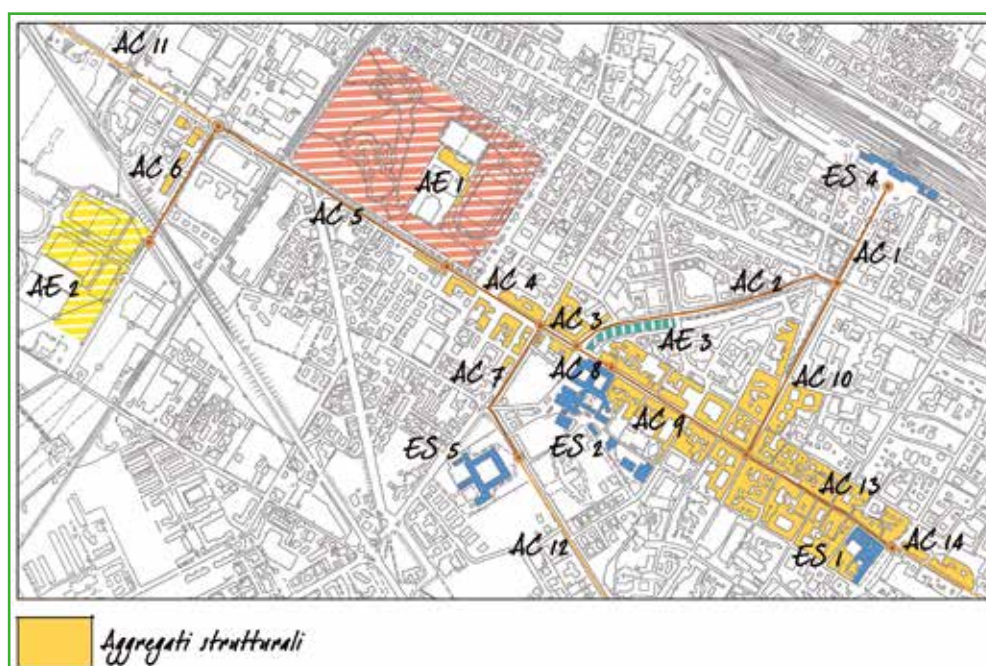 AC 11
AC 6
AE 1
AC 5
AE 2
AC 4
AC 3
AC 7
AC 8
AE 3
AC 2
ES 4
AC 1
AC 10
AC 9
ES 2
ES 5
AC 12
AC 13
ES 1
AC 14
Aggregati strutturali